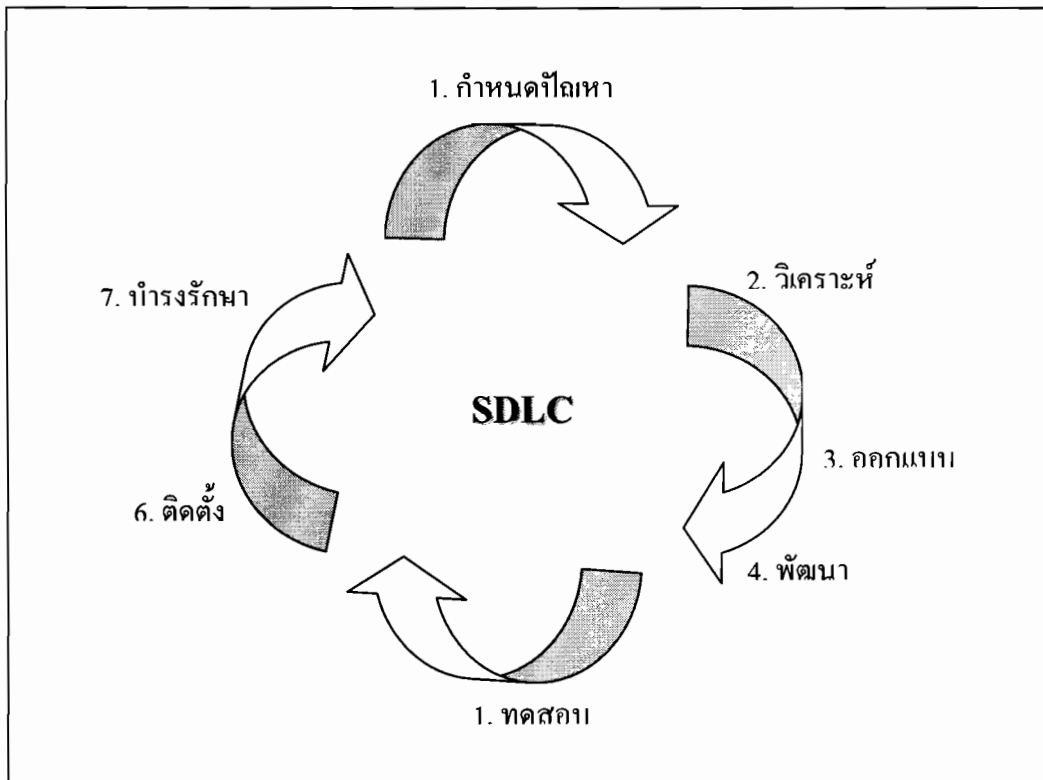 1. กำหนดปัญหา
2. วิเคราะห์
3. ออกแบบ
4. พัฒนา
1. ทดสอบ
6. ติดตั้ง
7. บำรงรักษา
SDLC